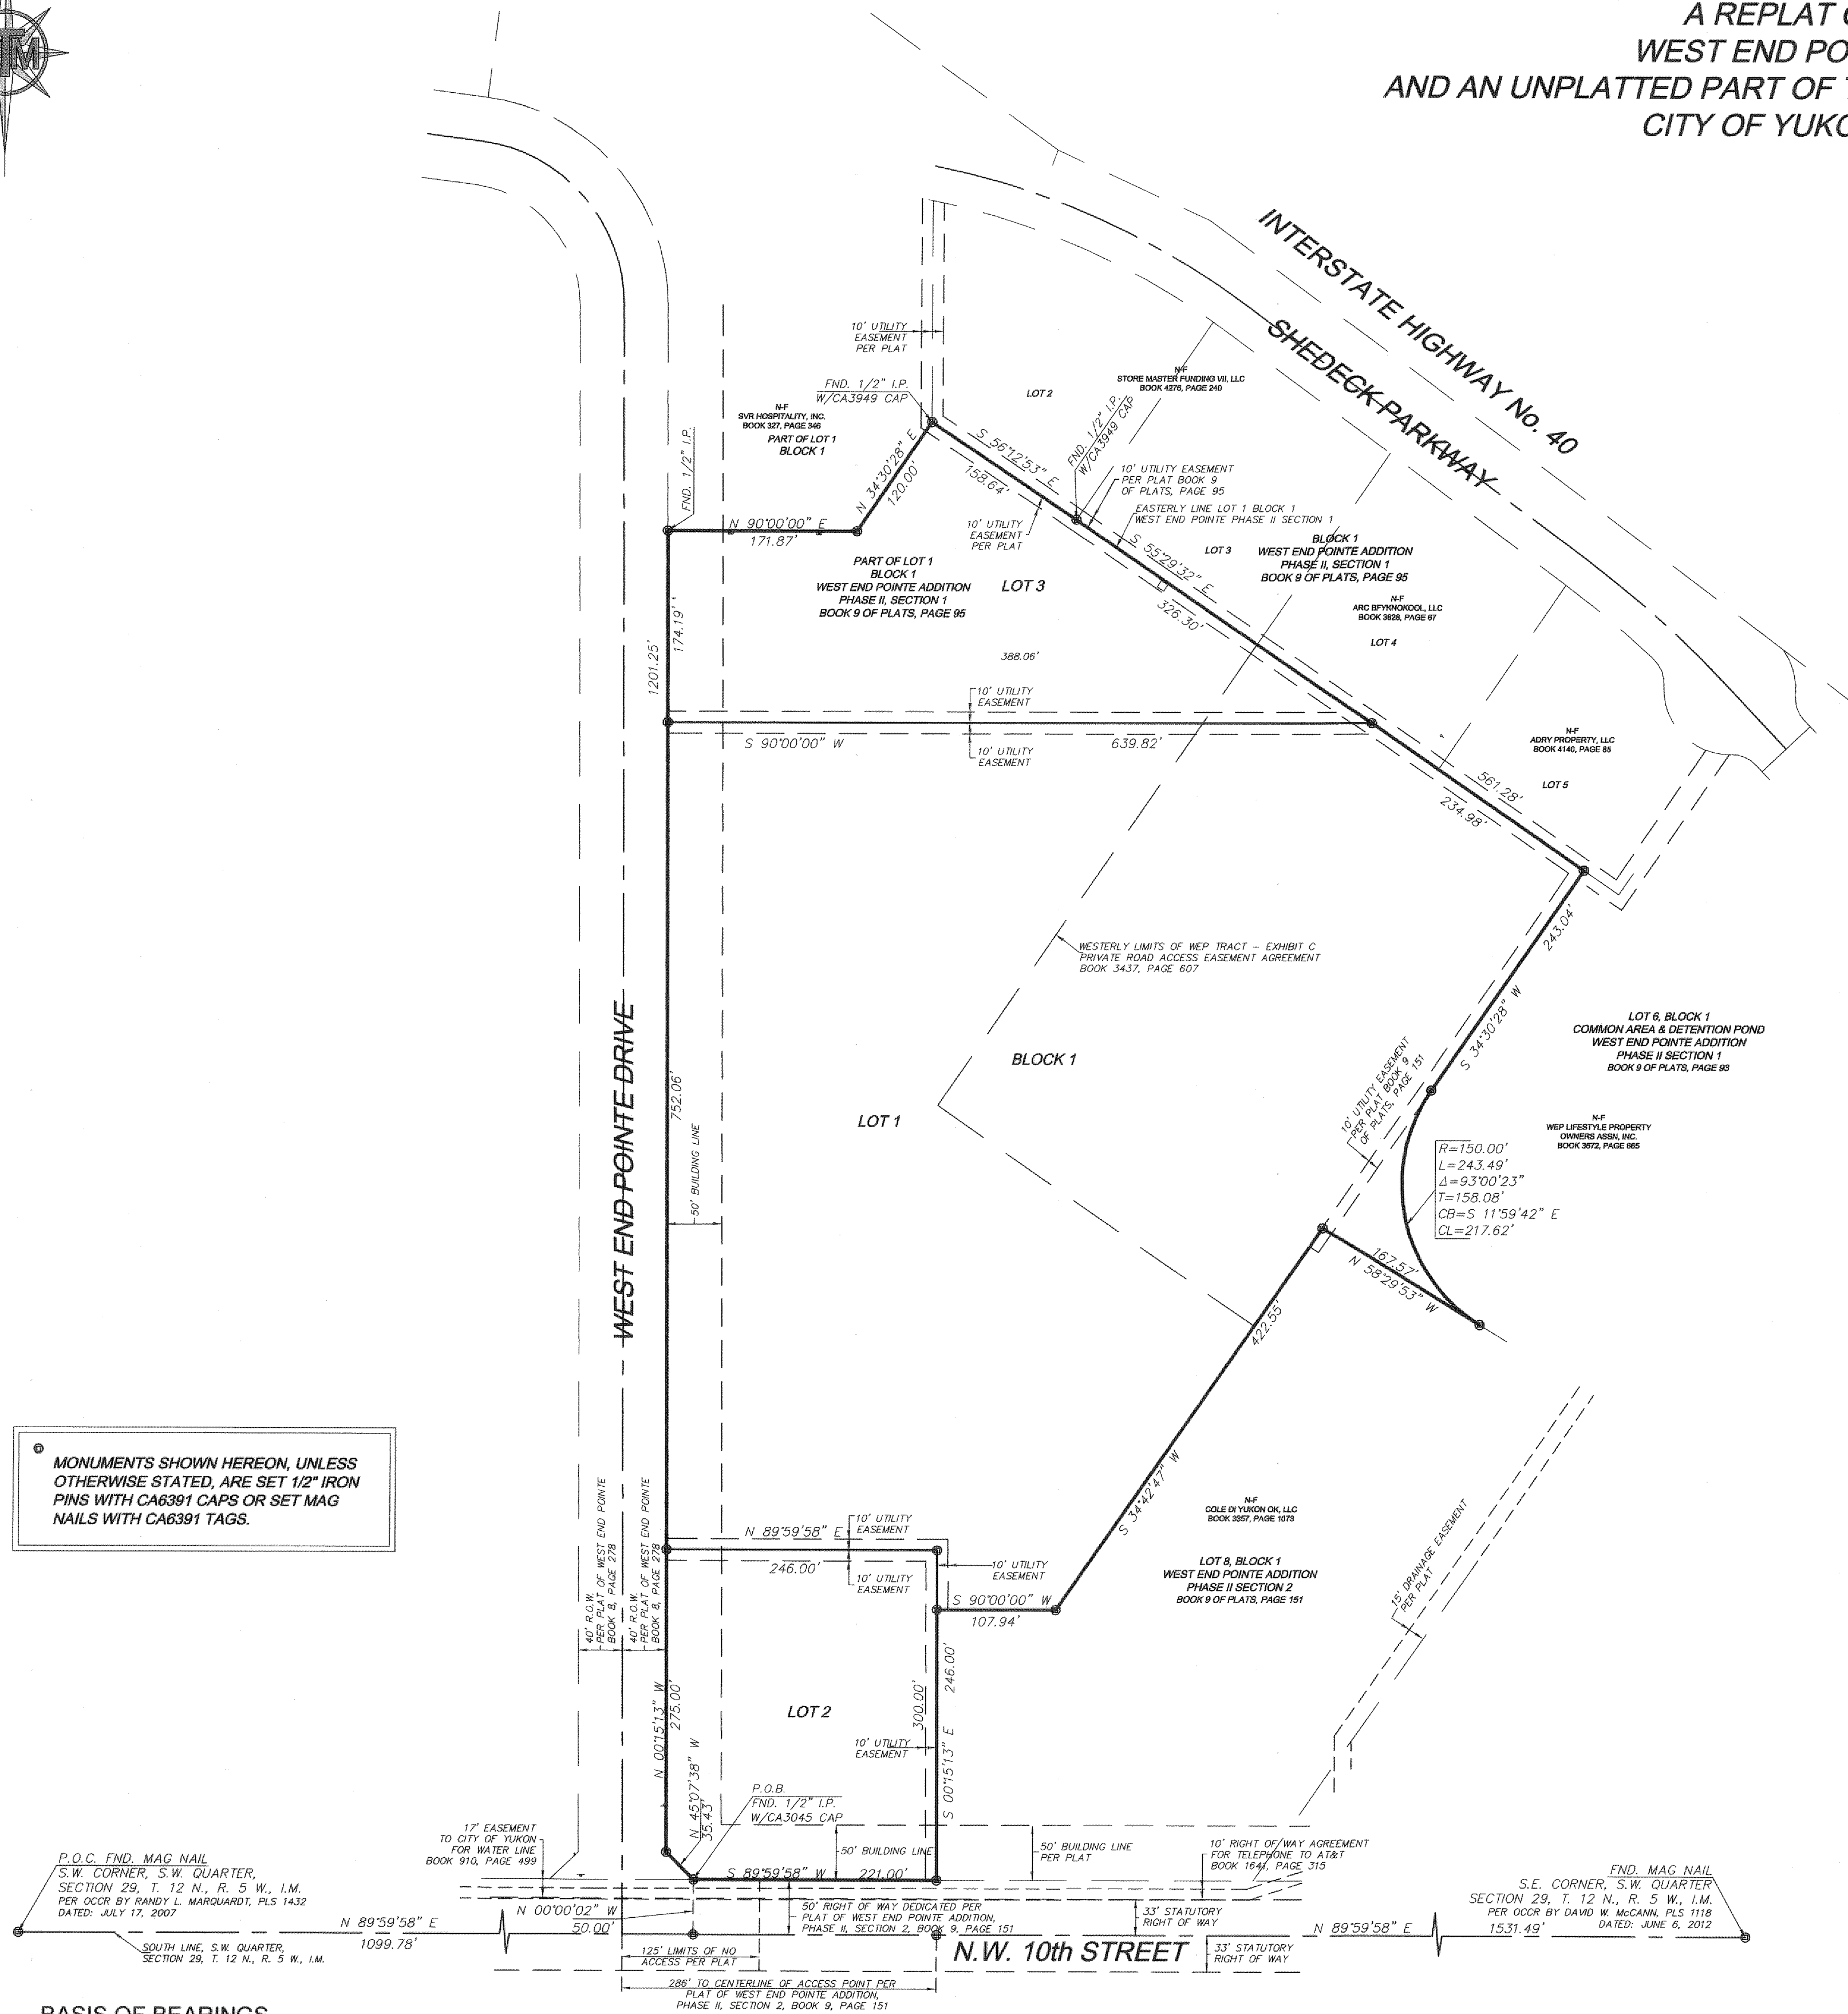 TM
A REPLAT
WEST END PO
AND AN UNPLATTED PART OF
CITY OF YUKO
INTERSTATE HIGHWAY No. 40
SHEDECK PARKWAY
10' UTILITY
EASEMENT
PER PLAT
FND. 1/2" I.P.
W/CA3949 CAP
N-F
SVR HOSPITALITY, INC.
BOOK 327, PAGE 346
PART OF LOT 1
BLOCK 1
FND. 1/2" I.P.
LOT 2
N-F
STORE MASTER FUNDING VII, LLC
BOOK 4276, PAGE 240
FND. 1/2" I.P.
W/CA3949 CAP
S 56°12'53" E
158.64'
N 34°30'28" E
120.00'
N 90°00'00" E
171.87'
10' UTILITY EASEMENT
PER PLAT BOOK 9
OF PLATS, PAGE 95
EASTERLY LINE LOT 1 BLOCK 1
WEST END POINTE PHASE II SECTION 1
10' UTILITY
EASEMENT
PER PLAT
S 55°29'32" E
326.30'
LOT 3
BLOCK 1
WEST END POINTE ADDITION
PHASE II, SECTION 1
BOOK 9 OF PLATS, PAGE 95
PART OF LOT 1
BLOCK 1
WEST END POINTE ADDITION
PHASE II, SECTION 1
BOOK 9 OF PLATS, PAGE 95
LOT 3
N-F
ARC BFYKNOKOOL, LLC
BOOK 3828, PAGE 67
LOT 4
388.06'
174.19'
1201.25'
10' UTILITY
EASEMENT
S 90°00'00" W
10' UTILITY
EASEMENT
639.82'
N-F
ADRY PROPERTY, LLC
BOOK 4140, PAGE 85
LOT 5
561.28'
234.98'
243.04'
S 34°30'28" W
WESTERLY LIMITS OF WEP TRACT - EXHIBIT C
PRIVATE ROAD ACCESS EASEMENT AGREEMENT
BOOK 3437, PAGE 607
LOT 6, BLOCK 1
COMMON AREA & DETENTION POND
WEST END POINTE ADDITION
PHASE II SECTION 1
BOOK 9 OF PLATS, PAGE 93
BLOCK 1
LOT 1
WEST END POINTE DRIVE
752.06'
50' BUILDING LINE
10' UTILITY EASEMENT
PER PLAT BOOK 9
OF PLATS, PAGE 151
N-F
WEP LIFESTYLE PROPERTY
OWNERS ASSN, INC.
BOOK 3572, PAGE 665
R=150.00'
L=243.49'
Δ=93°00'23"
T=158.08'
CB=S 11°59'42" E
CL=217.62'
167.57'
N 58°29'53" W
422.55'
S 34°42'47" W
MONUMENTS SHOWN HEREON, UNLESS
OTHERWISE STATED, ARE SET 1/2" IRON
PINS WITH CA6391 CAPS OR SET MAG
NAILS WITH CA6391 TAGS.
40' R.O.W.
PER PLAT OF WEST END POINTE
BOOK 8, PAGE 278
40' R.O.W.
PER PLAT OF WEST END POINTE
BOOK 8, PAGE 278
N 89°59'58" E
246.00'
10' UTILITY
EASEMENT
10' UTILITY
EASEMENT
10' UTILITY
EASEMENT
S 90°00'00" W
107.94'
N-F
COLE DI YUKON OK, LLC
BOOK 3357, PAGE 1073
LOT 8, BLOCK 1
WEST END POINTE ADDITION
PHASE II SECTION 2
BOOK 9 OF PLATS, PAGE 151
15' DRAINAGE EASEMENT
PER PLAT
N 00°15'13" W
275.00'
LOT 2
300.00'
246.00'
S 00°15'13" E
10' UTILITY
EASEMENT
N 45°07'38" W
35.43'
P.O.B.
FND. 1/2" I.P.
W/CA3045 CAP
17' EASEMENT
TO CITY OF YUKON
FOR WATER LINE
BOOK 910, PAGE 499
50' BUILDING LINE
50' BUILDING LINE
PER PLAT
10' RIGHT OF WAY AGREEMENT
FOR TELEPHONE TO AT&T
BOOK 1641, PAGE 315
S 89°59'58" W
221.00'
P.O.C. FND. MAG NAIL
S.W. CORNER, S.W. QUARTER,
SECTION 29, T. 12 N., R. 5 W., I.M.
PER OCCR BY RANDY L. MARQUARDT, PLS 1432
DATED: JULY 17, 2007
FND. MAG NAIL
S.E. CORNER, S.W. QUARTER
SECTION 29, T. 12 N., R. 5 W., I.M.
PER OCCR BY DAVID W. McCANN, PLS 1118
DATED: JUNE 6, 2012
N 89°59'58" E
1099.78'
SOUTH LINE, S.W. QUARTER,
SECTION 29, T. 12 N., R. 5 W., I.M.
N 00°00'02" W
50.00'
50' RIGHT OF WAY DEDICATED PER
PLAT OF WEST END POINTE ADDITION,
PHASE II, SECTION 2, BOOK 9, PAGE 151
33' STATUTORY
RIGHT OF WAY
N 89°59'58" E
1531.49'
125' LIMITS OF NO
ACCESS PER PLAT
N.W. 10th STREET
33' STATUTORY
RIGHT OF WAY
286' TO CENTERLINE OF ACCESS POINT PER
PLAT OF WEST END POINTE ADDITION,
PHASE II, SECTION 2, BOOK 9, PAGE 151
BASIS OF BEARINGS